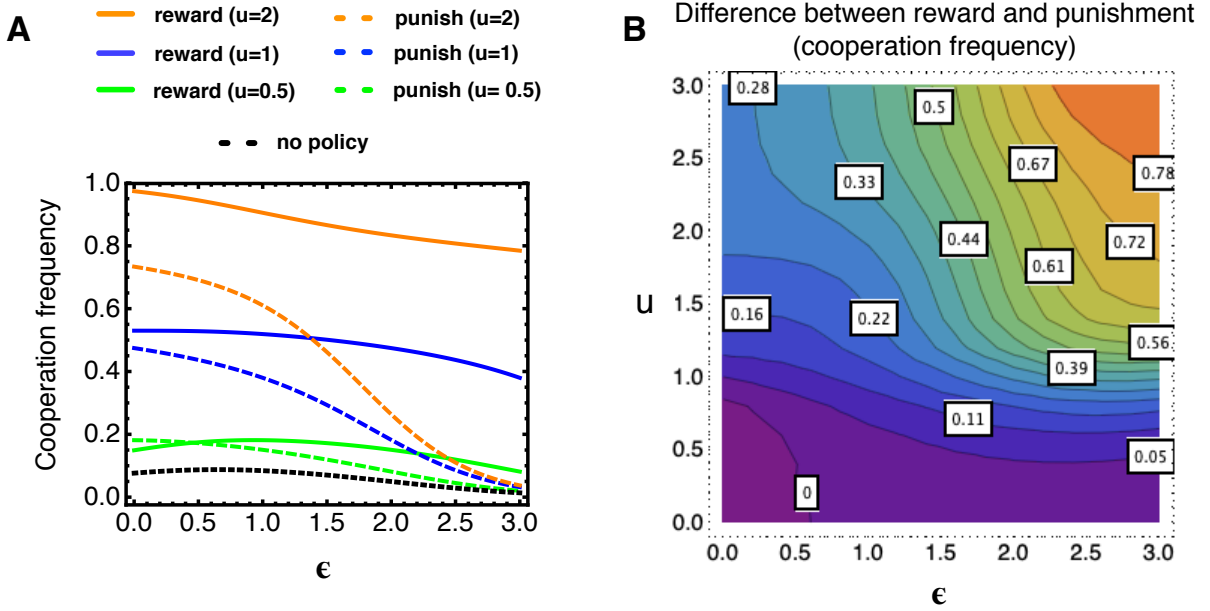 A
reward (u=2)
punish (u=2)
reward (u=1)
punish (u=1)
reward (u=0.5)
punish (u= 0.5)
no policy
Cooperation frequency
1.0
0.8
0.6
0.4
0.2
0.0
0.0 0.5 1.0 1.5 2.0 2.5 3.0
ϵ
B
Difference between reward and punishment
(cooperation frequency)
u
3.0
2.5
2.0
1.5
1.0
0.5
0.0
0.28
0.5
0.67
0.78
0.33
0.44
0.72
0.61
0.16
0.22
0.56
0.39
0.11
0.05
0
0.0 0.5 1.0 1.5 2.0 2.5 3.0
ϵ